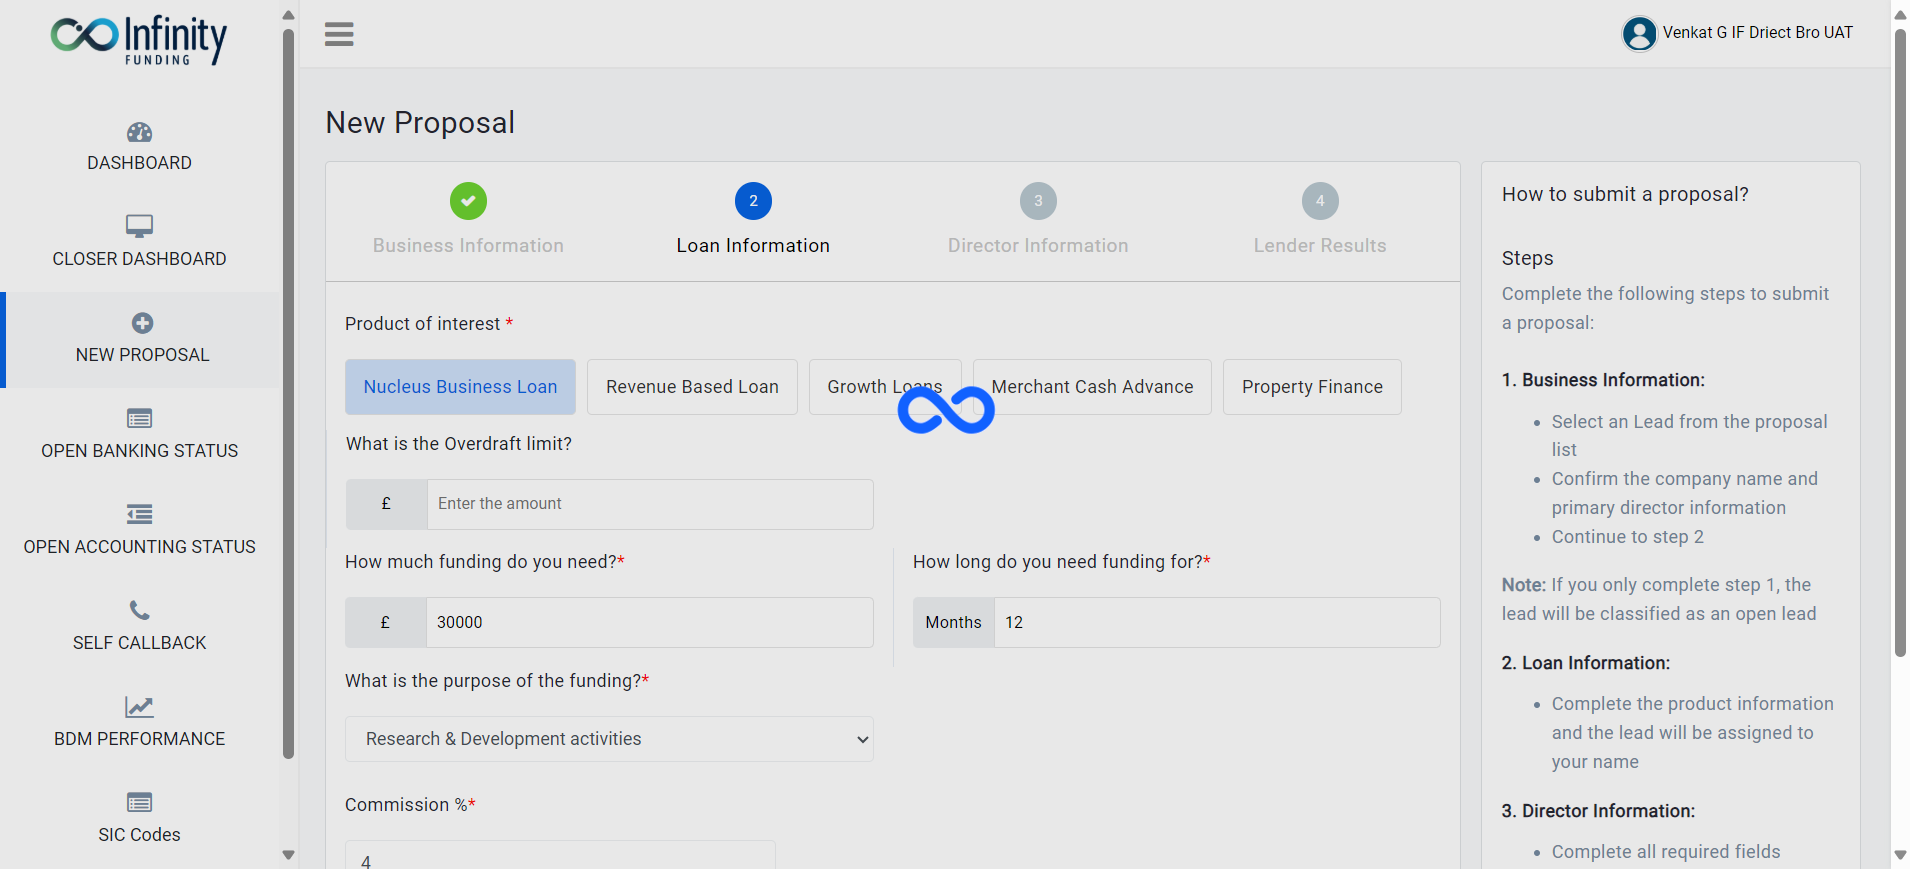 Infinity
FUNDING
DASHBOARD
CLOSER DASHBOARD
NEW PROPOSAL
OPEN BANKING STATUS
OPEN ACCOUNTING STATUS
SELF CALLBACK
BDM PERFORMANCE
SIC Codes
Venkat G IF Driect Bro UAT
New Proposal
2
3
4
Business Information
Loan Information
Director Information
Lender Results
Product of interest *
Nucleus Business Loan
Revenue Based Loan
Growth Loans
Merchant Cash Advance
Property Finance
What is the Overdraft limit?
£
Enter the amount
How much funding do you need?*
£
30000
How long do you need funding for?*
Months
12
What is the purpose of the funding?*
Research & Development activities
Commission %*
4
How to submit a proposal?
Steps
Complete the following steps to submit
a proposal:
1. Business Information:
• Select an Lead from the proposal
list
• Confirm the company name and
primary director information
• Continue to step 2
Note: If you only complete step 1, the
lead will be classified as an open lead
2. Loan Information:
• Complete the product information
and the lead will be assigned to
your name
3. Director Information:
• Complete all required fields